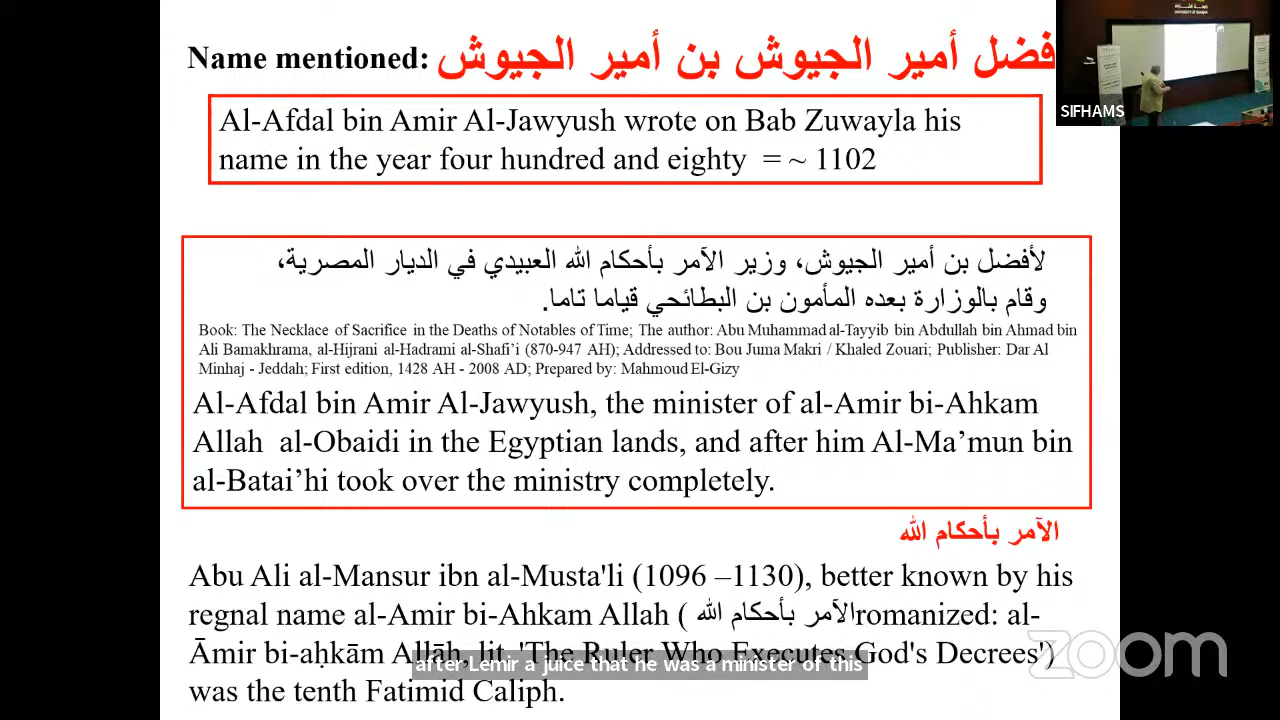 Name mentioned: فضل أمير الجيوش بن أمير الجيوش
SIFHAMS
Al-Afdal bin Amir Al-Jawyush wrote on Bab Zuwayla his
name in the year four hundred and eighty = ~ 1102
لأفضل بن أمير الجيوش، وزير الآمر بأحكام الله العبيدي في الديار المصرية،
وقام بالوزارة بعده المأمون بن البطائحي قياما تاما.
Book: The Necklace of Sacrifice in the Deaths of Notables of Time; The author: Abu Muhammad al-Tayyib bin Abdullah bin Ahmad bin
Ali Bamakhrama, al-Hijrani al-Hadrami al-Shafi’i (870-947 AH); Addressed to: Bou Juma Makri / Khaled Zouari; Publisher: Dar Al
Minhaj - Jeddah; First edition, 1428 AH - 2008 AD; Prepared by: Mahmoud El-Gizy
Al-Afdal bin Amir Al-Jawyush, the minister of al-Amir bi-Ahkam
Allah al-Obaidi in the Egyptian lands, and after him Al-Ma’mun bin
al-Batai’hi took over the ministry completely.
الآمر بأحكام الله
Abu Ali al-Mansur ibn al-Musta'li (1096 –1130), better known by his
regnal name al-Amir bi-Ahkam Allah ( الآمر بأحكام الله romanized: al-
Āmir bi-aḥkām Allāh, lit. 'The Ruler Who Executes God's Decrees')
after Lemir a juice that he was a minister of this
was the tenth Fatimid Caliph.
zoom